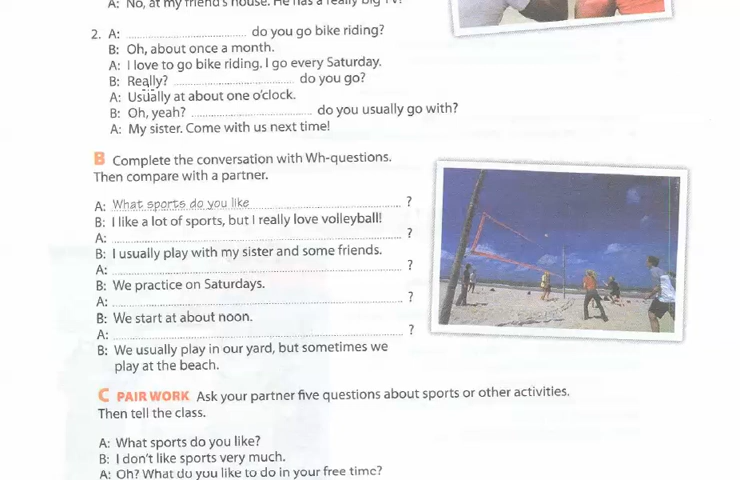 A: No, at my friend's house. He has a really big TV!
2. A: ........ do you go bike riding?
B: Oh, about once a month.
A: I love to go bike riding. I go every Saturday.
B: Really? ........ do you go?
A: Usually at about one o'clock.
B: Oh, yeah? ........ do you usually go with?
A: My sister. Come with us next time!
B Complete the conversation with Wh-questions.
Then compare with a partner.
A: What sports do you like ........ ?
B: I like a lot of sports, but I really love volleyball!
A: ........ ?
B: I usually play with my sister and some friends.
A: ........ ?
B: We practice on Saturdays.
A: ........ ?
B: We start at about noon.
A: ........ ?
B: We usually play in our yard, but sometimes we
play at the beach.
C PAIR WORK Ask your partner five questions about sports or other activities.
Then tell the class.
A: What sports do you like?
B: I don't like sports very much.
A: Oh? What do you like to do in your free time?